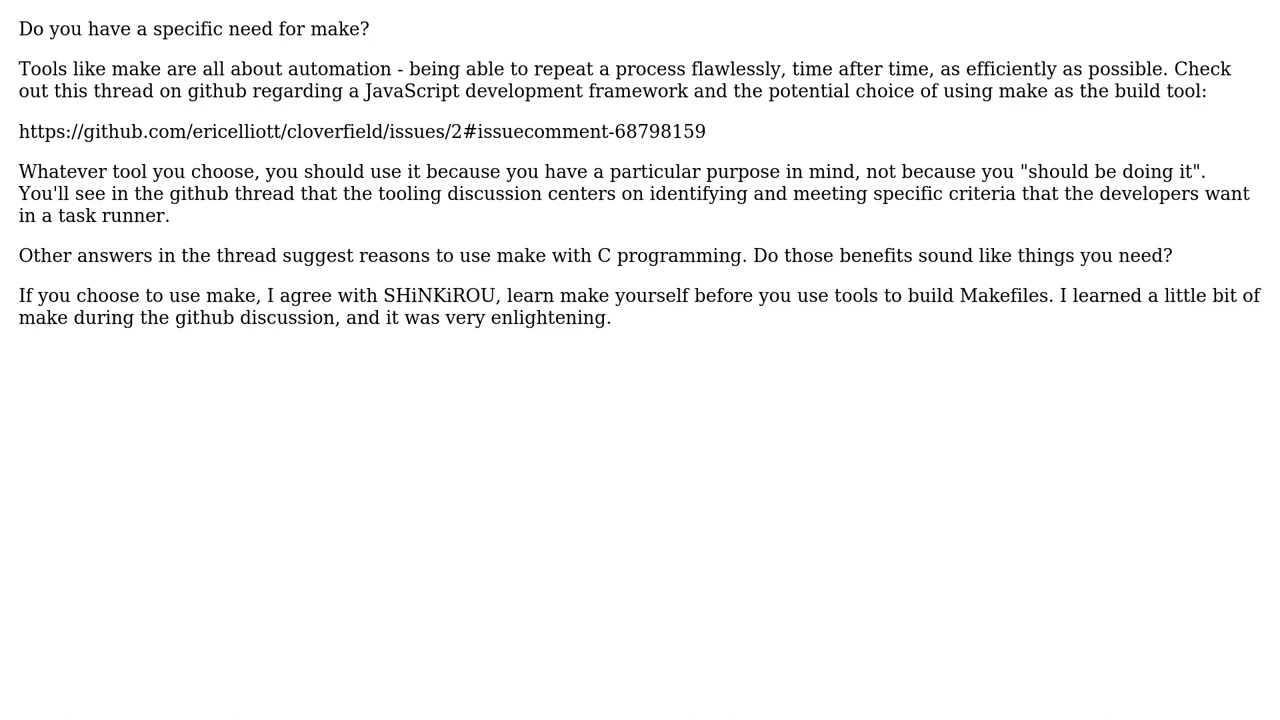 Do you have a specific need for make?
Tools like make are all about automation - being able to repeat a process flawlessly, time after time, as efficiently as possible. Check
out this thread on github regarding a JavaScript development framework and the potential choice of using make as the build tool:
https://github.com/ericelliott/cloverfield/issues/2#issuecomment-68798159
Whatever tool you choose, you should use it because you have a particular purpose in mind, not because you "should be doing it".
You'll see in the github thread that the tooling discussion centers on identifying and meeting specific criteria that the developers want
in a task runner.
Other answers in the thread suggest reasons to use make with C programming. Do those benefits sound like things you need?
If you choose to use make, I agree with SHiNKiROU, learn make yourself before you use tools to build Makefiles. I learned a little bit of
make during the github discussion, and it was very enlightening.